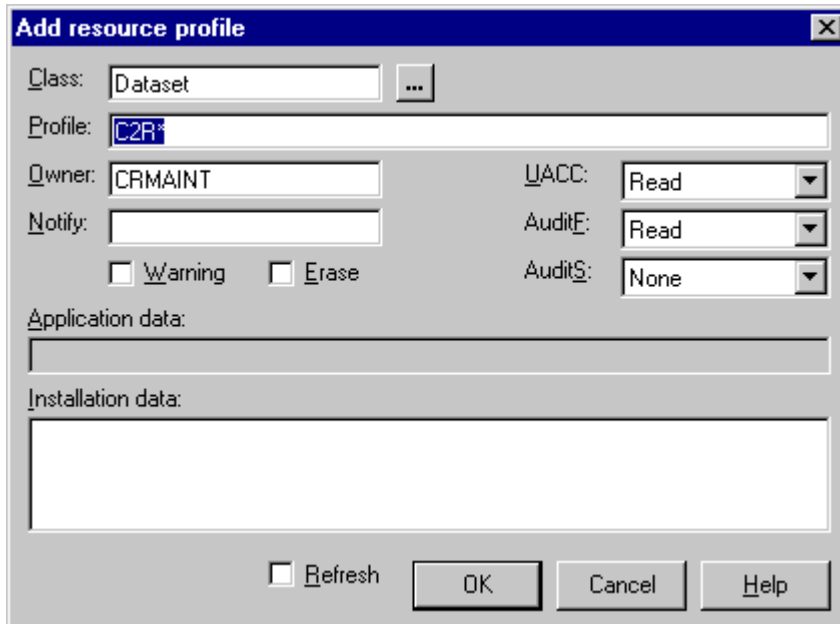 Add resource profile
Class: Dataset ...
Profile: C2R*
Owner: CRMAINT UACC: Read
Notify: AuditF: Read
Warning Erase AuditS: None
Application data:
Installation data:
Refresh OK Cancel Help